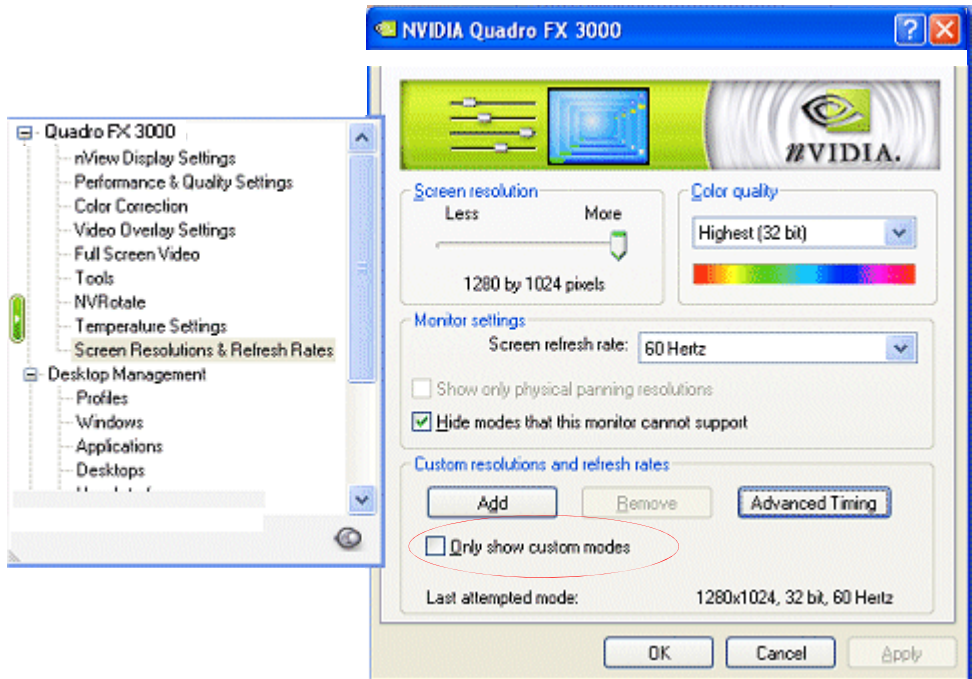 NVIDIA Quadro FX 3000
nVIDIA.
Quadro FX 3000
nView Display Settings
Performance & Quality Settings
Color Correction
Video Overlay Settings
Full Screen Video
Tools
NVRotate
Temperature Settings
Screen Resolutions & Refresh Rates
Desktop Management
Profiles
Windows
Applications
Desktops
Screen resolution
Less More
1280 by 1024 pixels
Color quality
Highest (32 bit)
Monitor settings
Screen refresh rate: 60 Hertz
Show only physical panning resolutions
Hide modes that this monitor cannot support
Custom resolutions and refresh rates
Add Remove Advanced Timing
Only show custom modes
Last attempted mode: 1280x1024, 32 bit, 60 Hertz
OK Cancel Apply